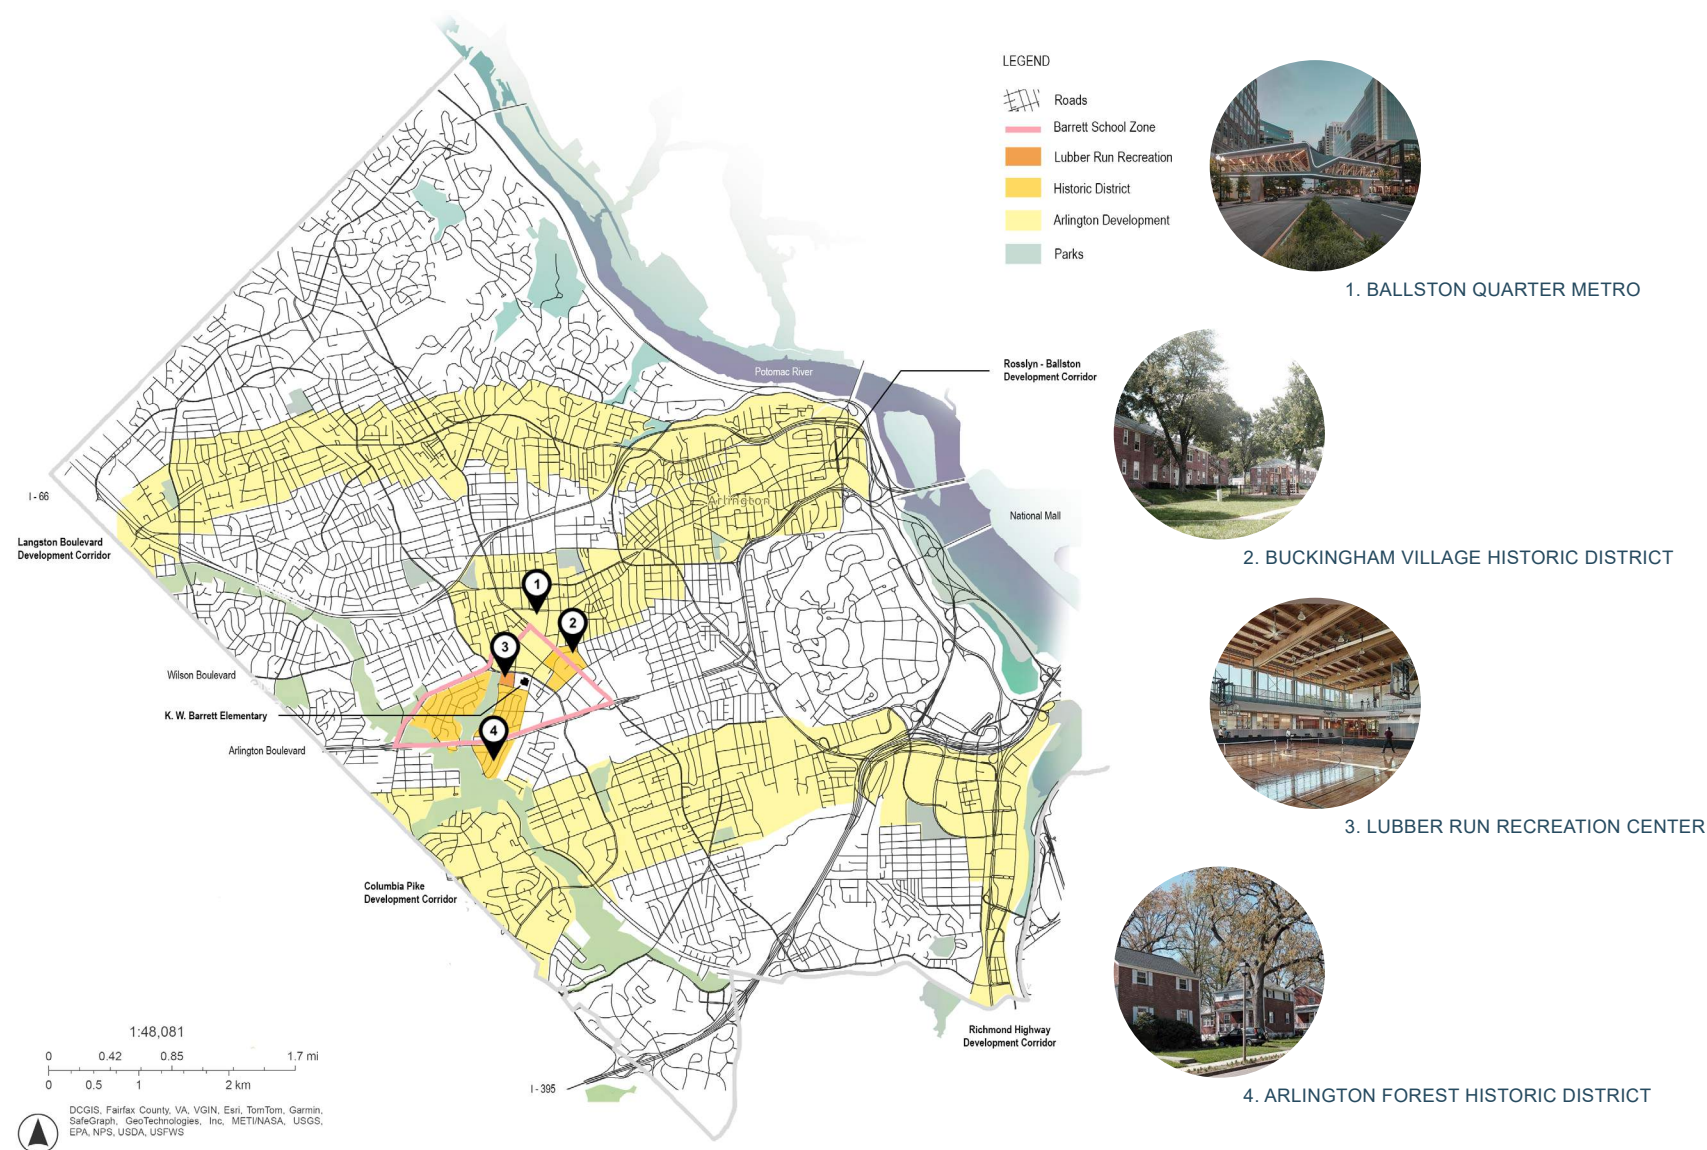 LEGEND
Roads
Barrett School Zone
Lubber Run Recreation
Historic District
Arlington Development
Parks
1. BALLSTON QUARTER METRO
2. BUCKINGHAM VILLAGE HISTORIC DISTRICT
3. LUBBER RUN RECREATION CENTER
4. ARLINGTON FOREST HISTORIC DISTRICT
Potomac River
Rosslyn - Ballston
Development Corridor
Arlington
National Mall
I - 66
Langston Boulevard
Development Corridor
1
2
3
4
Wilson Boulevard
K. W. Barrett Elementary
Arlington Boulevard
Columbia Pike
Development Corridor
Richmond Highway
Development Corridor
I - 395
1:48,081
0 0.42 0.85 1.7 mi
0 0.5 1 2 km
DCGIS, Fairfax County, VA, VGIN, Esri, TomTom, Garmin,
SafeGraph, GeoTechnologies, Inc, METI/NASA, USGS,
EPA, NPS, USDA, USFWS